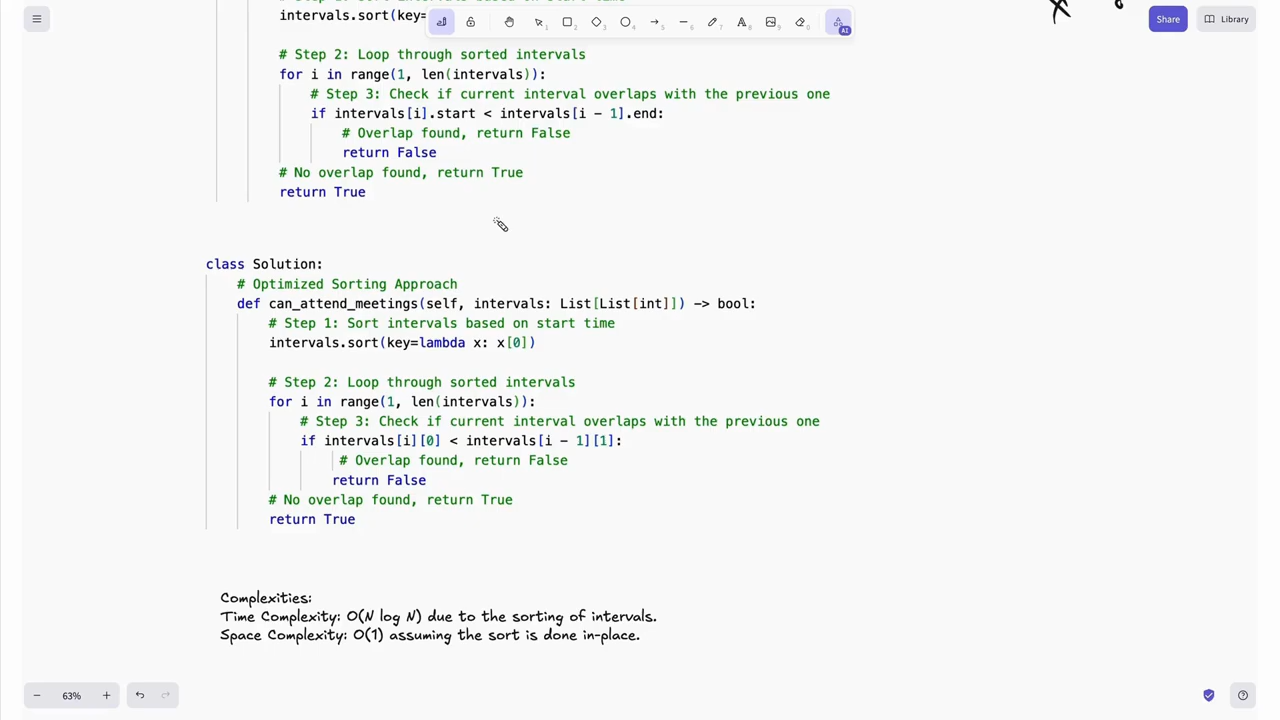 intervals.sort(key=
Share
Library
# Step 2: Loop through sorted intervals
for i in range(1, len(intervals)):
# Step 3: Check if current interval overlaps with the previous one
if intervals[i].start < intervals[i - 1].end:
# Overlap found, return False
return False
# No overlap found, return True
return True
class Solution:
# Optimized Sorting Approach
def can_attend_meetings(self, intervals: List[List[int]]) -> bool:
# Step 1: Sort intervals based on start time
intervals.sort(key=lambda x: x[0])
# Step 2: Loop through sorted intervals
for i in range(1, len(intervals)):
# Step 3: Check if current interval overlaps with the previous one
if intervals[i][0] < intervals[i - 1][1]:
# Overlap found, return False
return False
# No overlap found, return True
return True
Complexities:
Time Complexity: O(N log N) due to the sorting of intervals.
Space Complexity: O(1) assuming the sort is done in-place.
63%